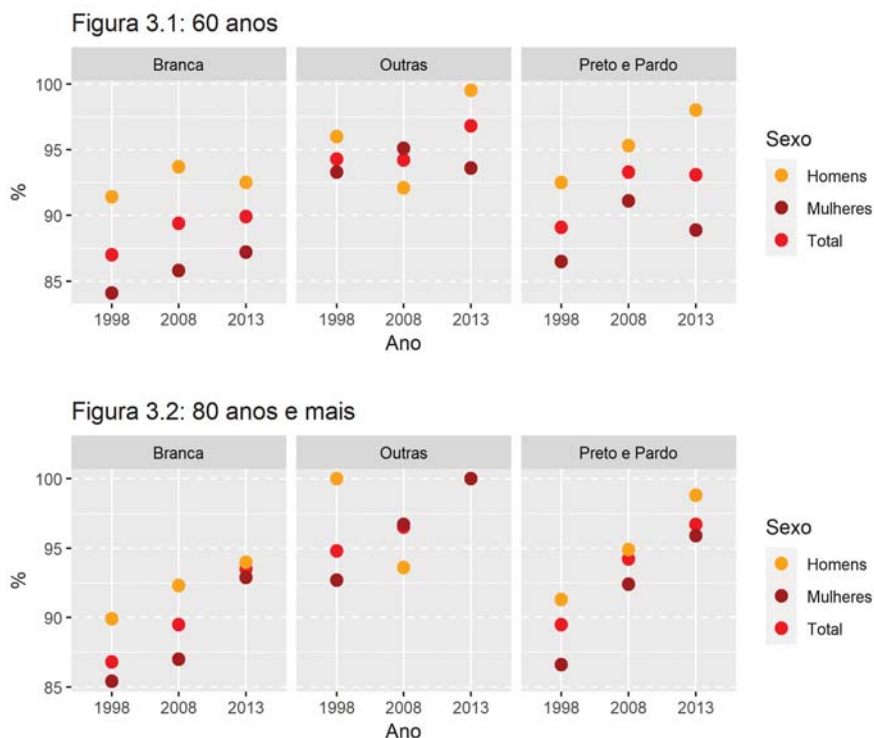 Figura 3.1: 60 anos
Branca Outras Preto e Pardo
100
95
90
85
%
1998 2008 2013 1998 2008 2013 1998 2008 2013
Ano
Sexo
Homens
Mulheres
Total
Figura 3.2: 80 anos e mais
Branca Outras Preto e Pardo
100
95
90
85
%
1998 2008 2013 1998 2008 2013 1998 2008 2013
Ano
Sexo
Homens
Mulheres
Total